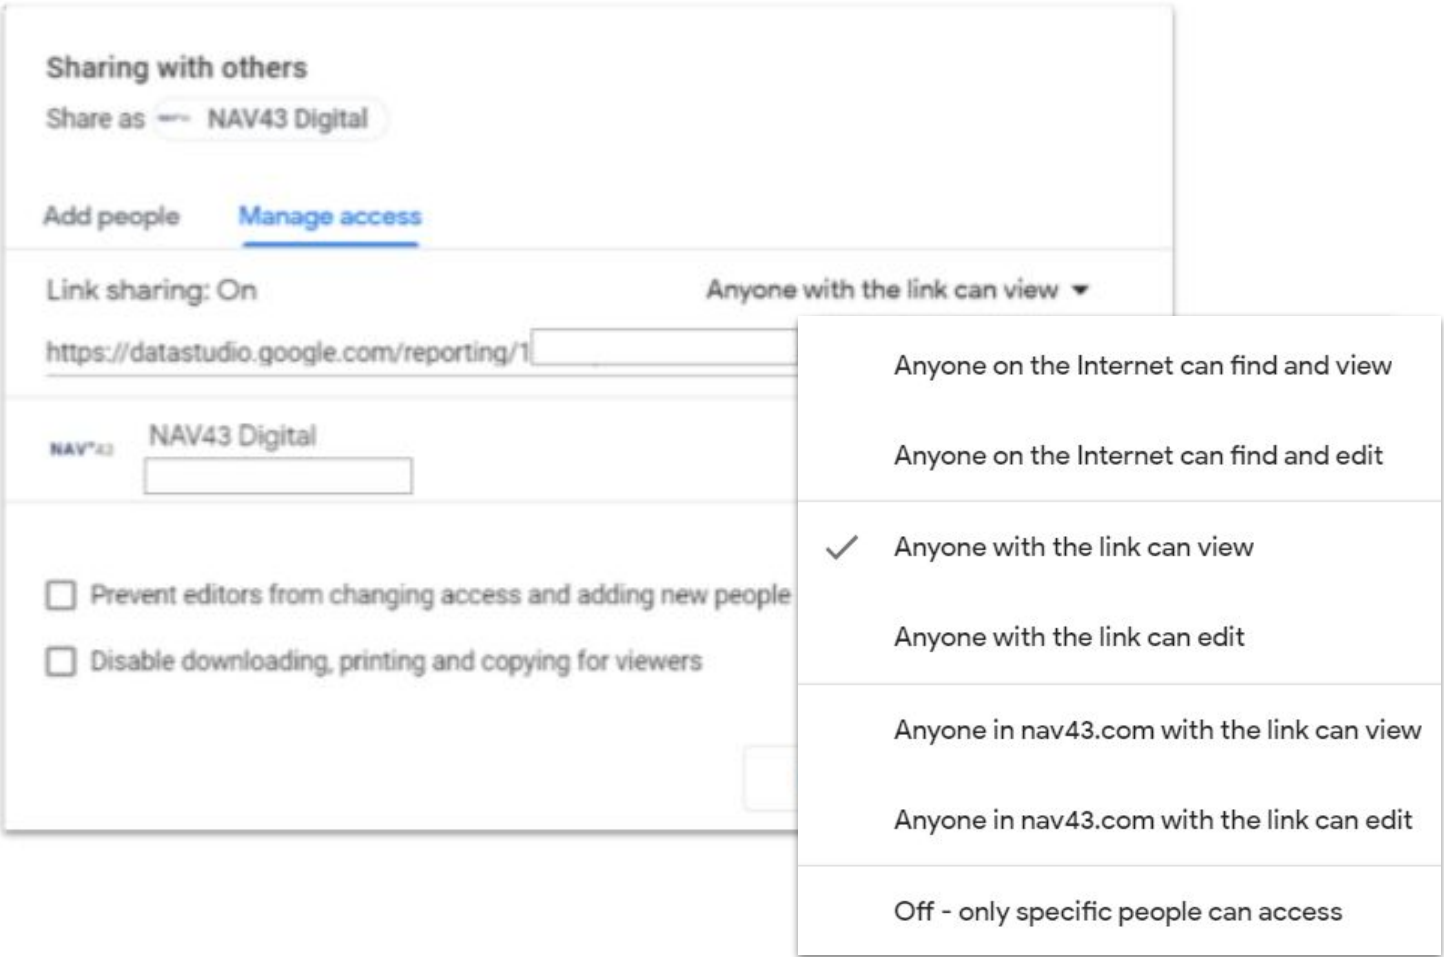 Sharing with others
Share as NAV43 Digital
Add people Manage access
Link sharing: On Anyone with the link can view
https://datastudio.google.com/reporting/1
NAV43 Digital
NAV43
Prevent editors from changing access and adding new people
Disable downloading, printing and copying for viewers
Anyone on the Internet can find and view
Anyone on the Internet can find and edit
Anyone with the link can view
Anyone with the link can edit
Anyone in nav43.com with the link can view
Anyone in nav43.com with the link can edit
Off - only specific people can access